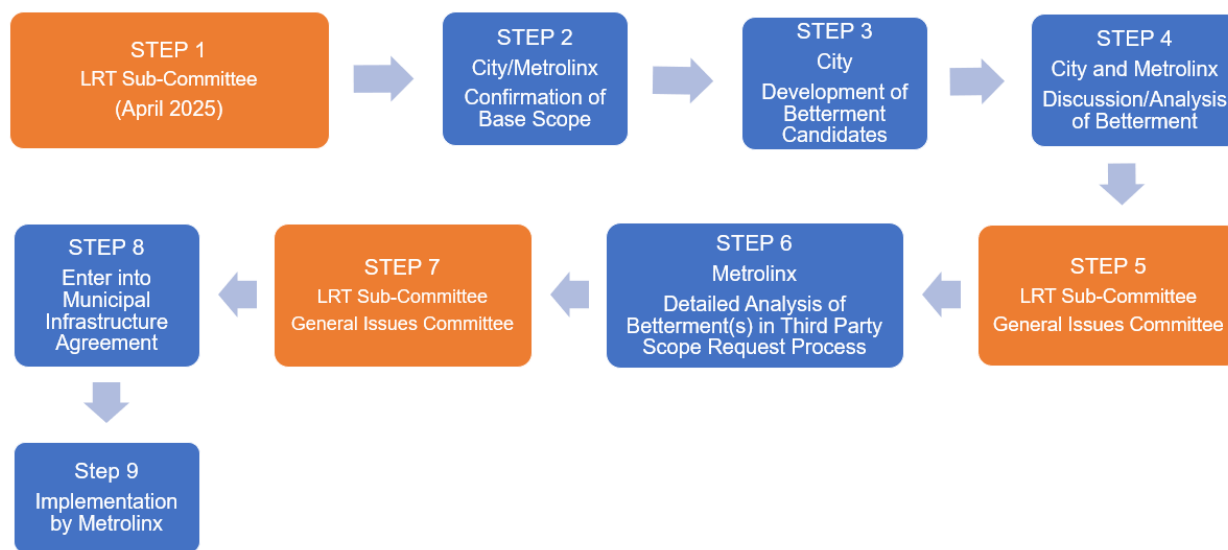 STEP 1
LRT Sub-Committee
(April 2025)
STEP 2
City/Metrolinx
Confirmation of
Base Scope
STEP 3
City
Development of
Betterment
Candidates
STEP 4
City and Metrolinx
Discussion/Analysis
of Betterment
STEP 5
LRT Sub-Committee
General Issues Committee
STEP 6
Metrolinx
Detailed Analysis of
Betterment(s) in Third Party
Scope Request Process
STEP 7
LRT Sub-Committee
General Issues Committee
STEP 8
Enter into
Municipal
Infrastructure
Agreement
Step 9
Implementation
by Metrolinx